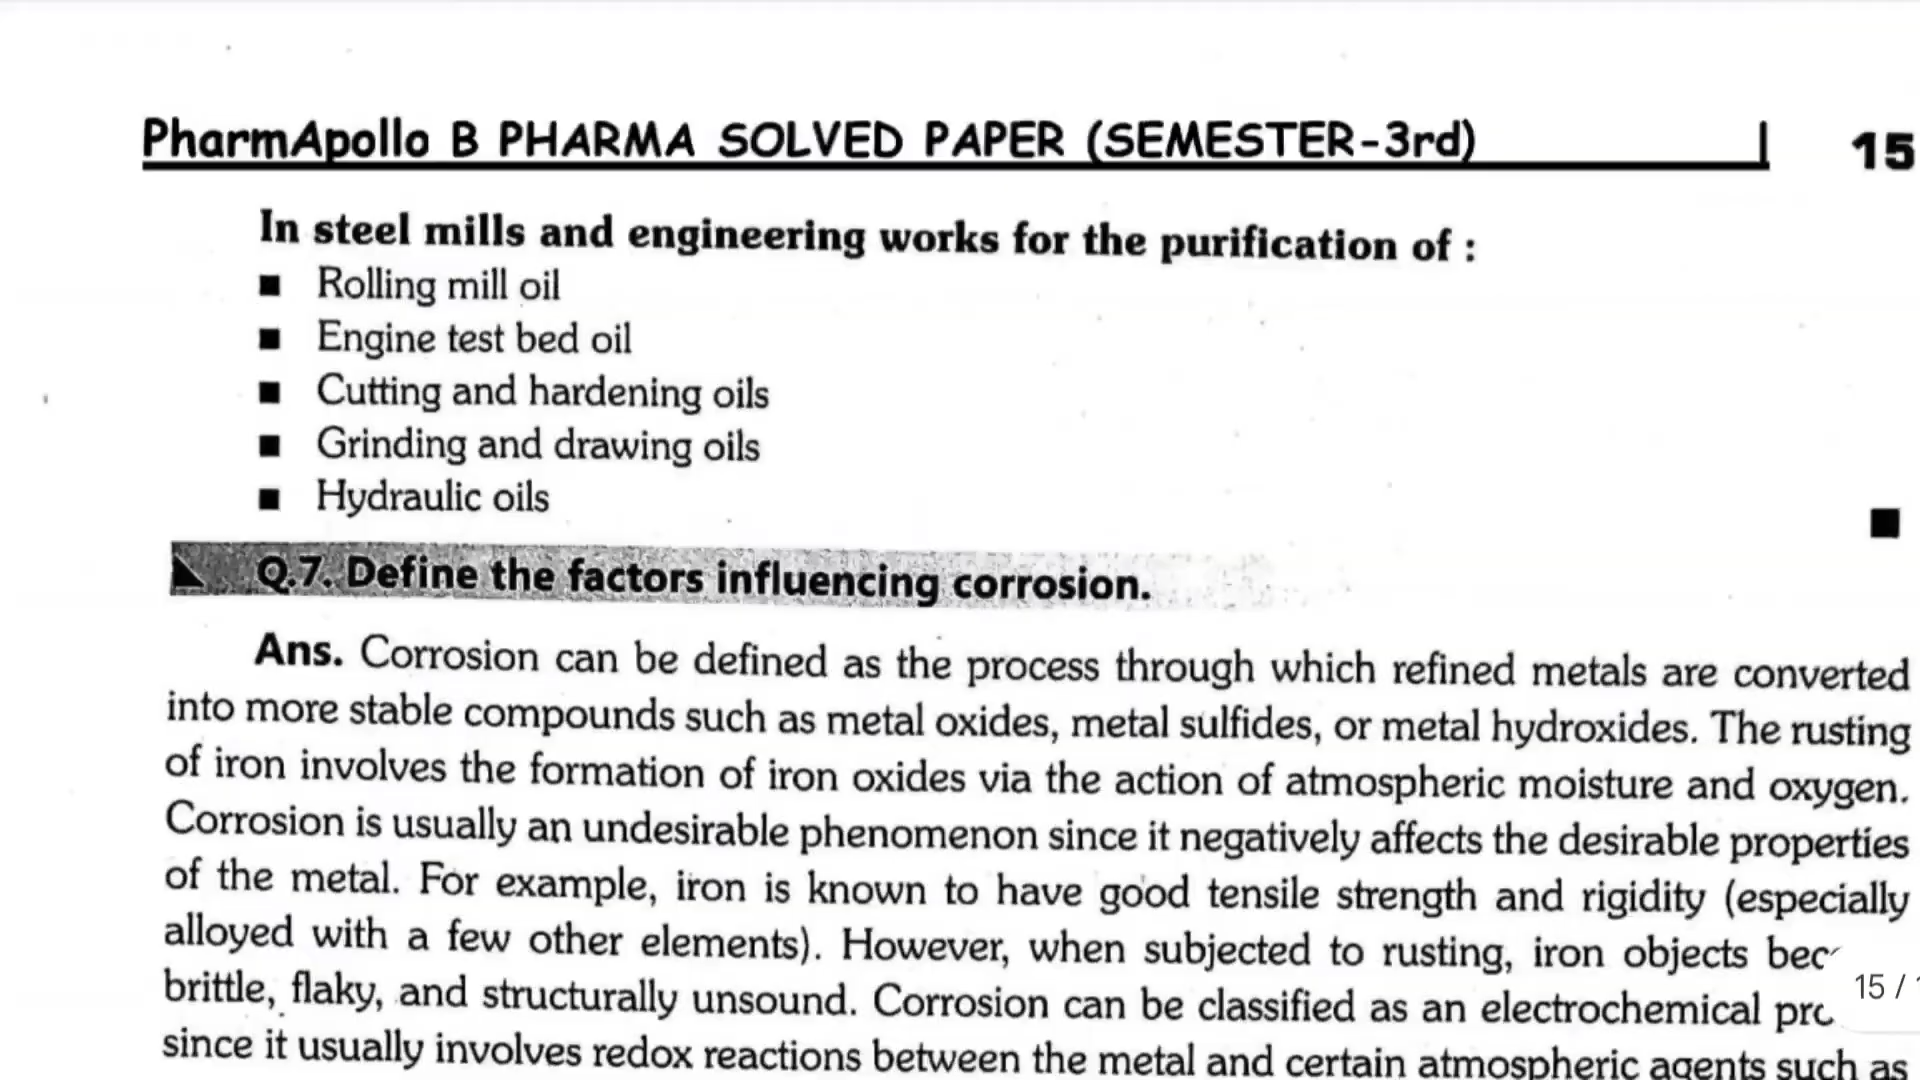 PharmApollo B PHARMA SOLVED PAPER (SEMESTER-3rd) 15
In steel mills and engineering works for the purification of :
■ Rolling mill oil
■ Engine test bed oil
■ Cutting and hardening oils
■ Grinding and drawing oils
■ Hydraulic oils
Q.7. Define the factors influencing corrosion.
Ans. Corrosion can be defined as the process through which refined metals are converted
into more stable compounds such as metal oxides, metal sulfides, or metal hydroxides. The rusting
of iron involves the formation of iron oxides via the action of atmospheric moisture and oxygen.
Corrosion is usually an undesirable phenomenon since it negatively affects the desirable properties
of the metal. For example, iron is known to have good tensile strength and rigidity (especially
alloyed with a few other elements). However, when subjected to rusting, iron objects
brittle, flaky, and structurally unsound. Corrosion can be classified as an electrochemical
15 /
since it usually involves redox reactions between the metal and certain atmospheric agents such as